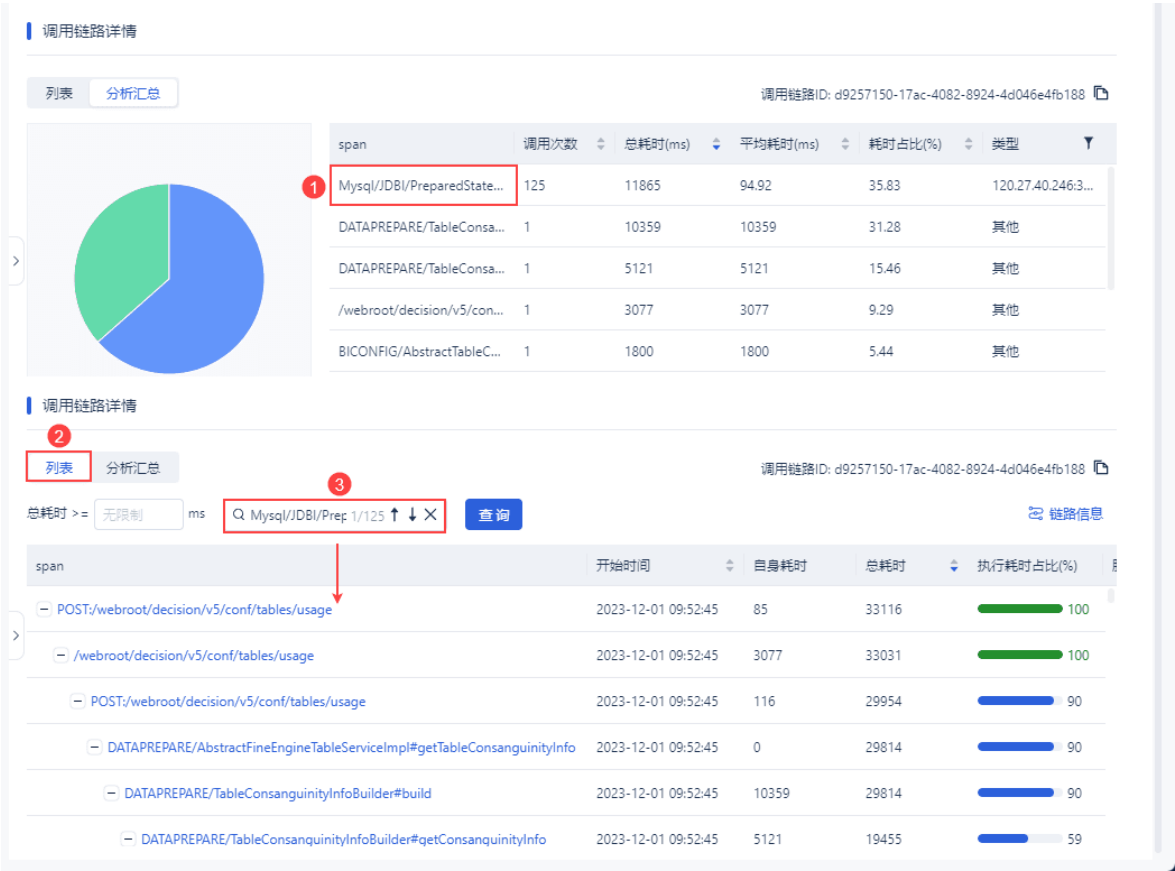 调用链路详情
列表 分析汇总 调用链路ID: d9257150-17ac-4082-8924-4d046e4fb188
span 调用次数 总耗时(ms) 平均耗时(ms) 耗时占比(%) 类型
1 Mysql/JDBI/PreparedState... 125 11865 94.92 35.83 120.27.40.246:3...
DATAPREPARE/TableConsa... 1 10359 10359 31.28 其他
DATAPREPARE/TableConsa... 1 5121 5121 15.46 其他
/webroot/decision/v5/con... 1 3077 3077 9.29 其他
BICONFIG/AbstractTableC... 1 1800 1800 5.44 其他
调用链路详情
2
列表 分析汇总 调用链路ID: d9257150-17ac-4082-8924-4d046e4fb188
3
总耗时 >= 无限制 ms Mysql/JDBI/Prep 1/125 查询 链路信息
span 开始时间 自身耗时 总耗时 执行耗时占比(%)
POST:/webroot/decision/v5/conf/tables/usage 2023-12-01 09:52:45 85 33116 100
/webroot/decision/v5/conf/tables/usage 2023-12-01 09:52:45 3077 33031 100
POST:/webroot/decision/v5/conf/tables/usage 2023-12-01 09:52:45 116 29954 90
DATAPREPARE/AbstractFineEngineTableServiceImpl#getTableConsanguinityInfo 2023-12-01 09:52:45 0 29814 90
DATAPREPARE/TableConsanguinityInfoBuilder#build 2023-12-01 09:52:45 10359 29814 90
DATAPREPARE/TableConsanguinityInfoBuilder#getConsanguinityInfo 2023-12-01 09:52:45 5121 19455 59